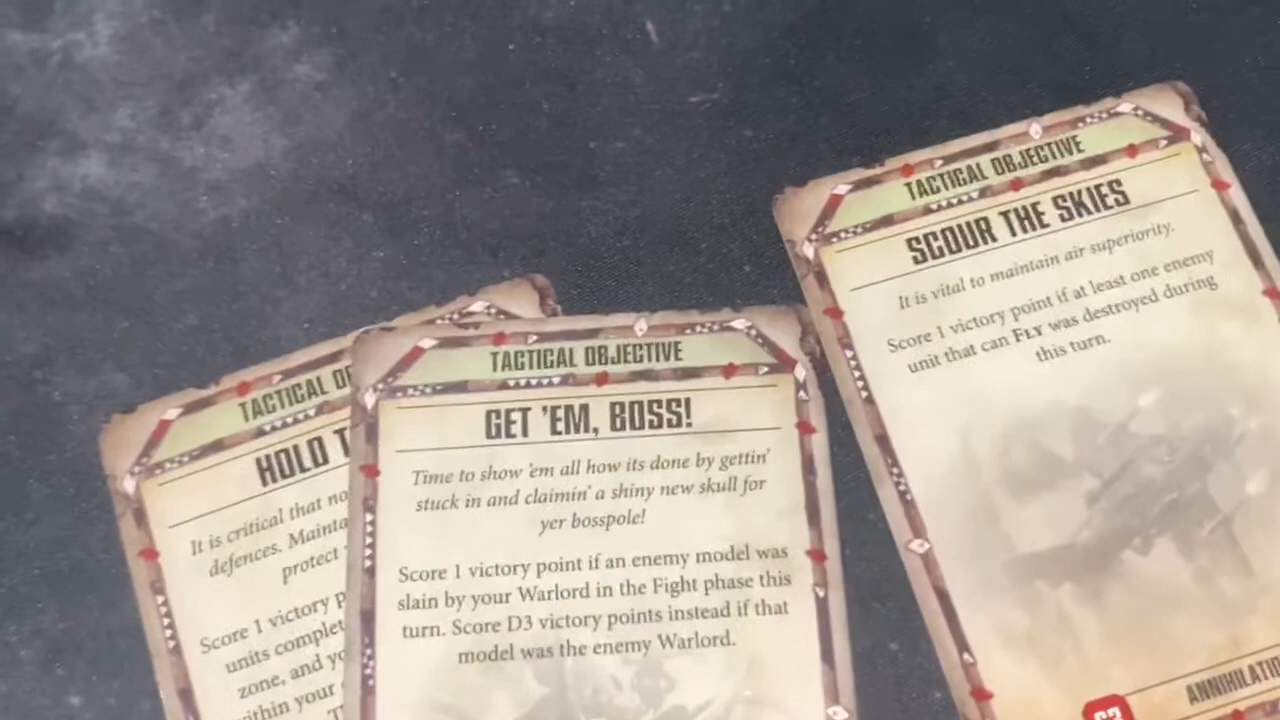 TACTICAL
HOLD
It is critical that no
defences.
protect
Score 1 victory
units
zone, and
within your
TACTICAL OBJECTIVE
GET 'EM, BOSS!
Time to show 'em all how its done by gettin'
stuck in and claimin' a shiny new skull for
yer bosspole!
Score 1 victory point if an enemy model was
slain by your Warlord in the Fight phase this
turn. Score D3 victory points instead if that
model was the enemy Warlord.
TACTICAL OBJECTIVE
SCOUR THE SKIES
It is vital to maintain air superiority.
Score 1 victory point if at least one enemy
unit that can FLY was destroyed during
this turn.